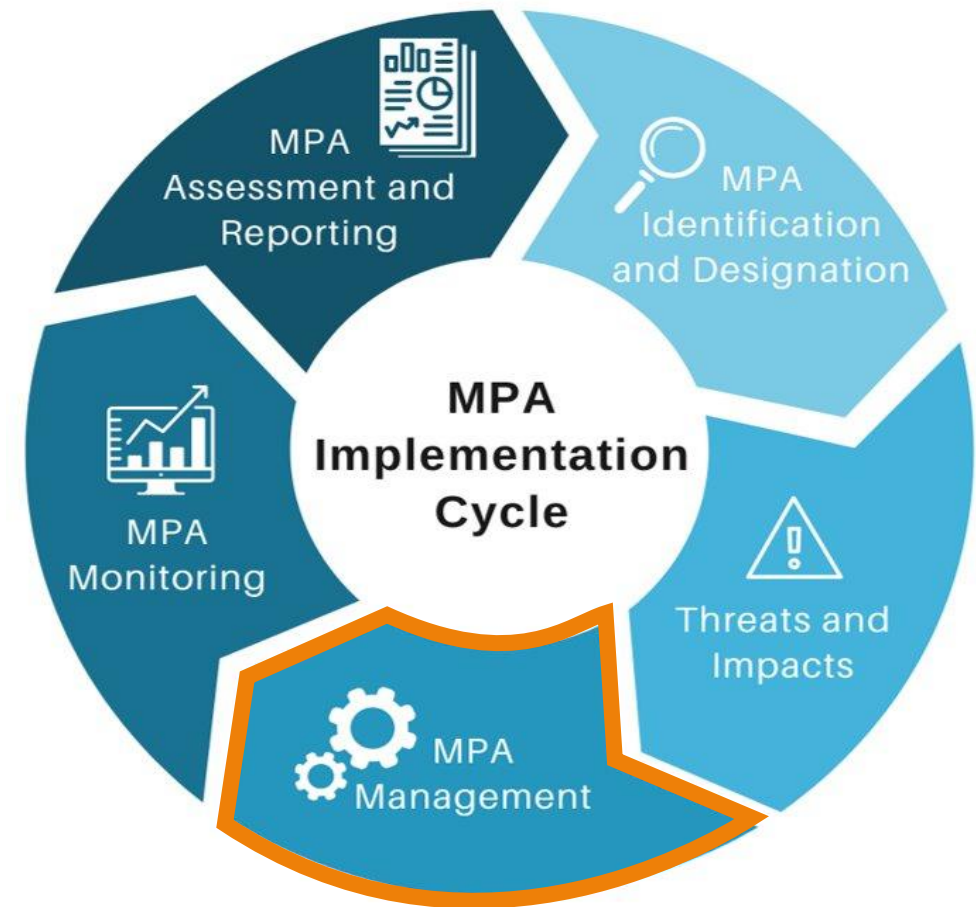 MPA
Assessment and
Reporting
MPA
Identification
and Designation
MPA
Implementation
Cycle
Threats and
Impacts
MPA
Management
MPA
Monitoring